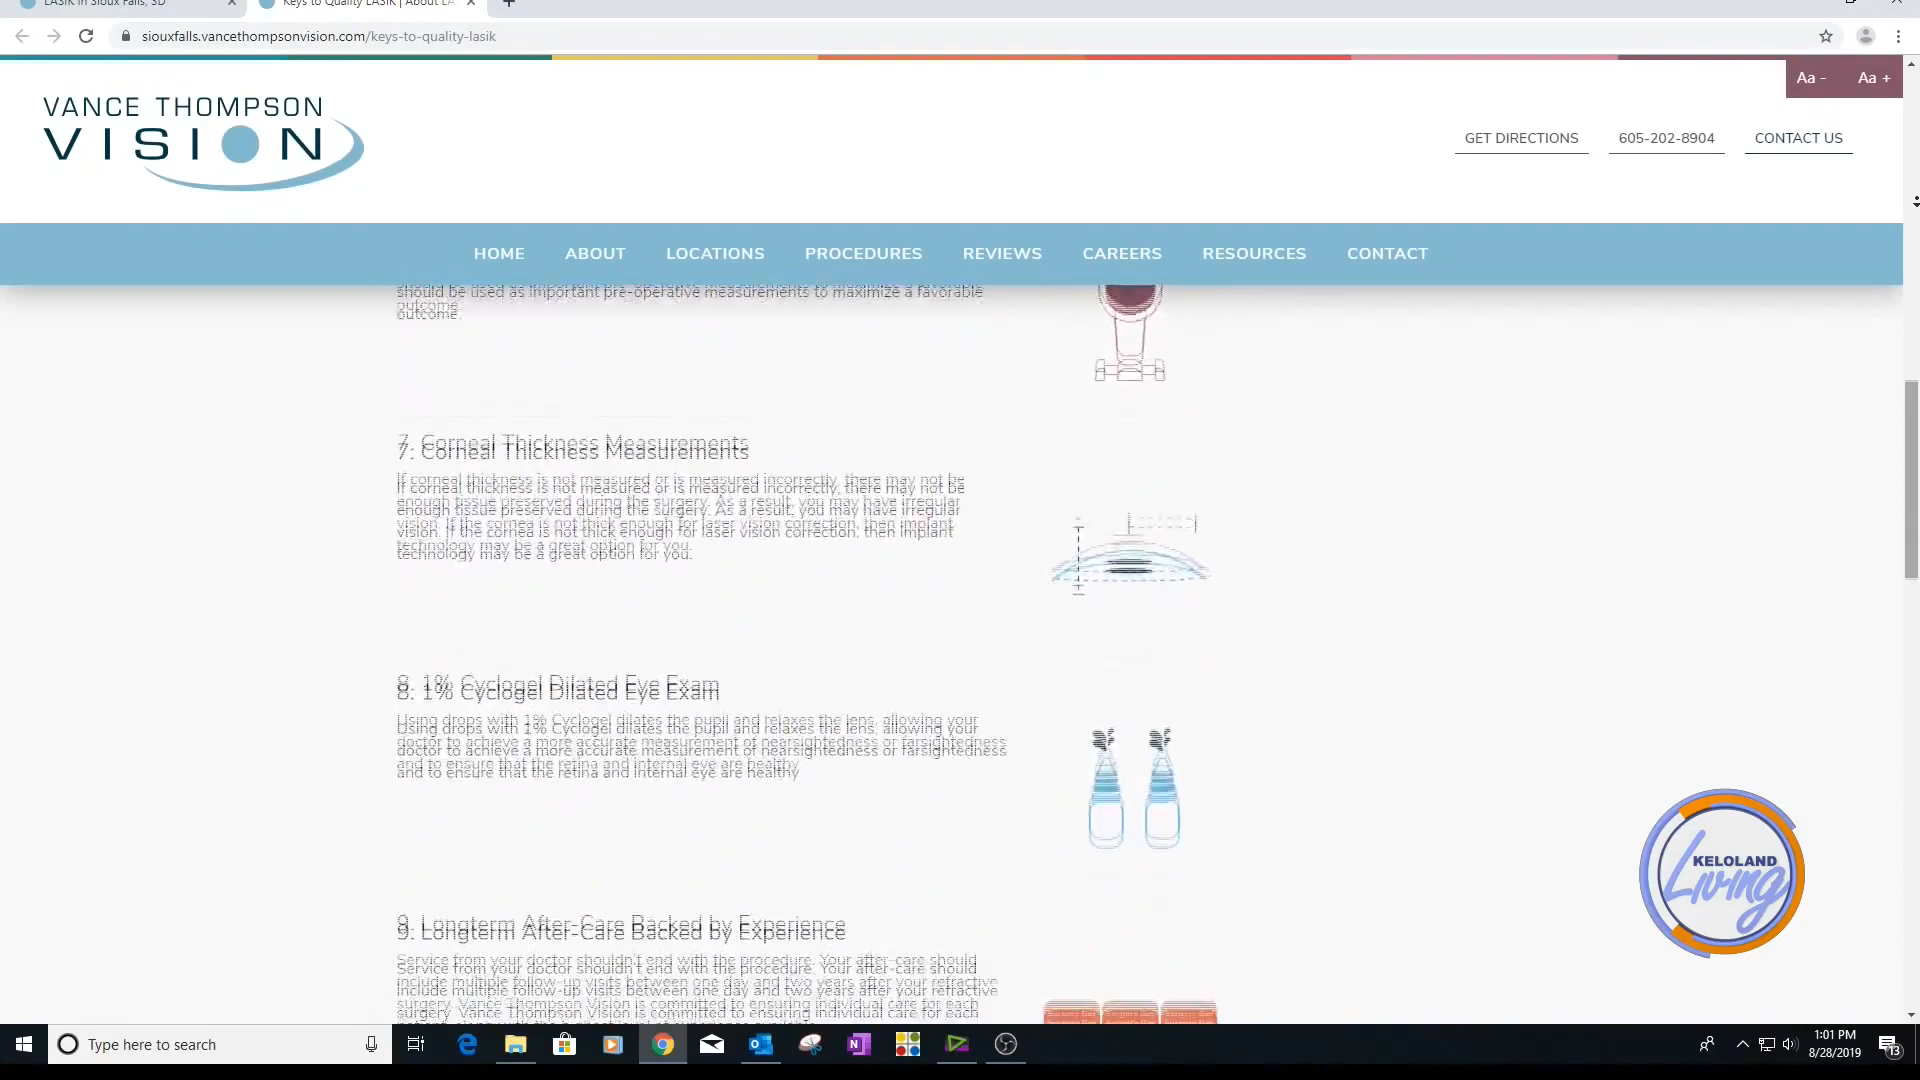 LASIK in Sioux Falls, SD
Keys to Quality LASIK | About LA
siouxfalls.vancethompsonvision.com/keys-to-quality-lasik
Aa - Aa +
VANCE THOMPSON
VISION
GET DIRECTIONS 605-202-8904 CONTACT US
HOME ABOUT LOCATIONS PROCEDURES REVIEWS CAREERS RESOURCES CONTACT
should be used as important pre-operative measurements to maximize a favorable
outcome.
7. Corneal Thickness Measurements
If corneal thickness is not measured or is measured incorrectly, there may not be
enough tissue preserved during the surgery. As a result, you may have irregular
vision. If the cornea is not thick enough for laser vision correction, then implant
technology may be a great option for you.
8. 1% Cyclogel Dilated Eye Exam
Using drops with 1% Cyclogel dilates the pupil and relaxes the lens, allowing your
doctor to achieve a more accurate measurement of nearsightedness or farsightedness
and to ensure that the retina and internal eye are healthy
KELOLAND
Living
9. Longterm After-Care Backed by Experience
Service from your doctor shouldn't end with the procedure. Your after-care should
include multiple follow-up visits between one day and two years after your refractive
surgery. Vance Thompson Vision is committed to ensuring individual care for each
Type here to search
1:01 PM
8/28/2019
13